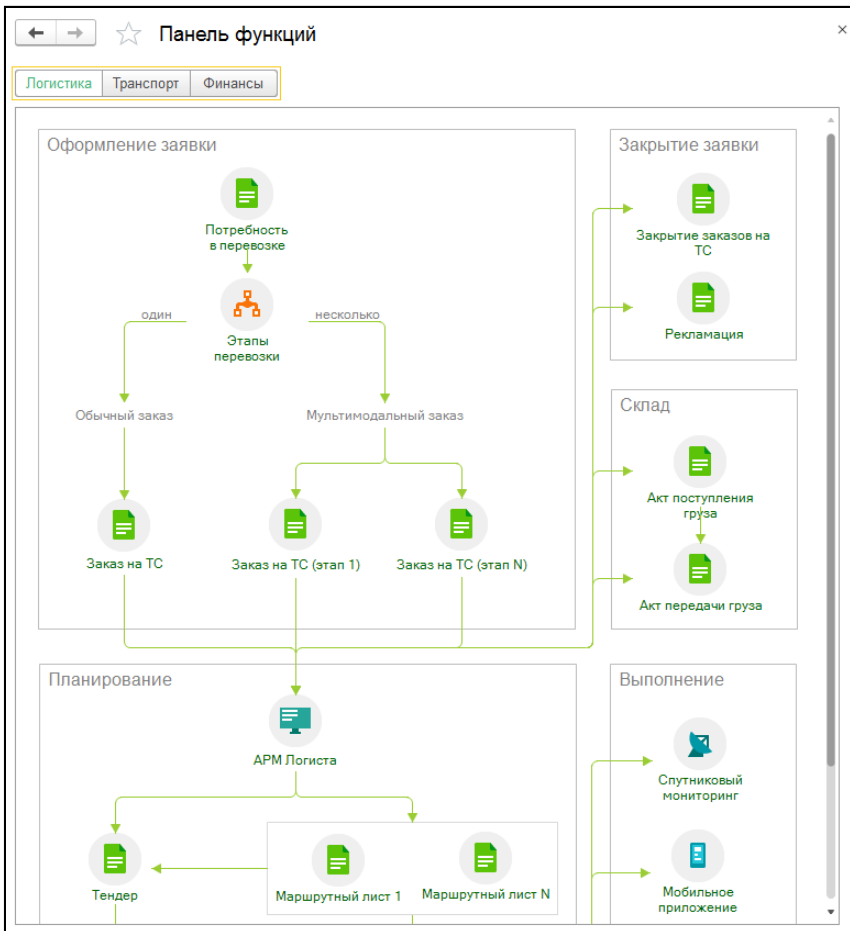 Панель функций
Логистика Транспорт Финансы
Оформление заявки
Потребность
в перевозке
один
несколько
Этапы
перевозки
Обычный заказ
Мультимодальный заказ
Заказ на ТС
Заказ на ТС (этап 1)
Заказ на ТС (этап N)
Закрытие заявки
Закрытие заказов на
ТС
Рекламация
Склад
Акт поступления
груза
Акт передачи груза
Планирование
АРМ Логиста
Тендер
Маршрутный лист 1
Маршрутный лист N
Выполнение
Спутниковый
мониторинг
Мобильное
приложение